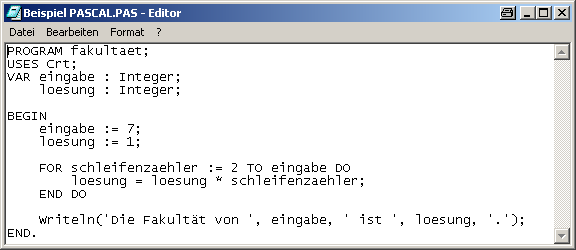 Beispiel PASCAL.PAS - Editor
Datei Bearbeiten Format ?
PROGRAM fakultaet;
USES Crt;
VAR eingabe : Integer;
    loesung : Integer;

BEGIN
    eingabe := 7;
    loesung := 1;

    FOR schleifenzaehler := 2 TO eingabe DO
        loesung = loesung * schleifenzaehler;
    END DO

    Writeln('Die Fakultät von ', eingabe, ' ist ', loesung, '.');
END.